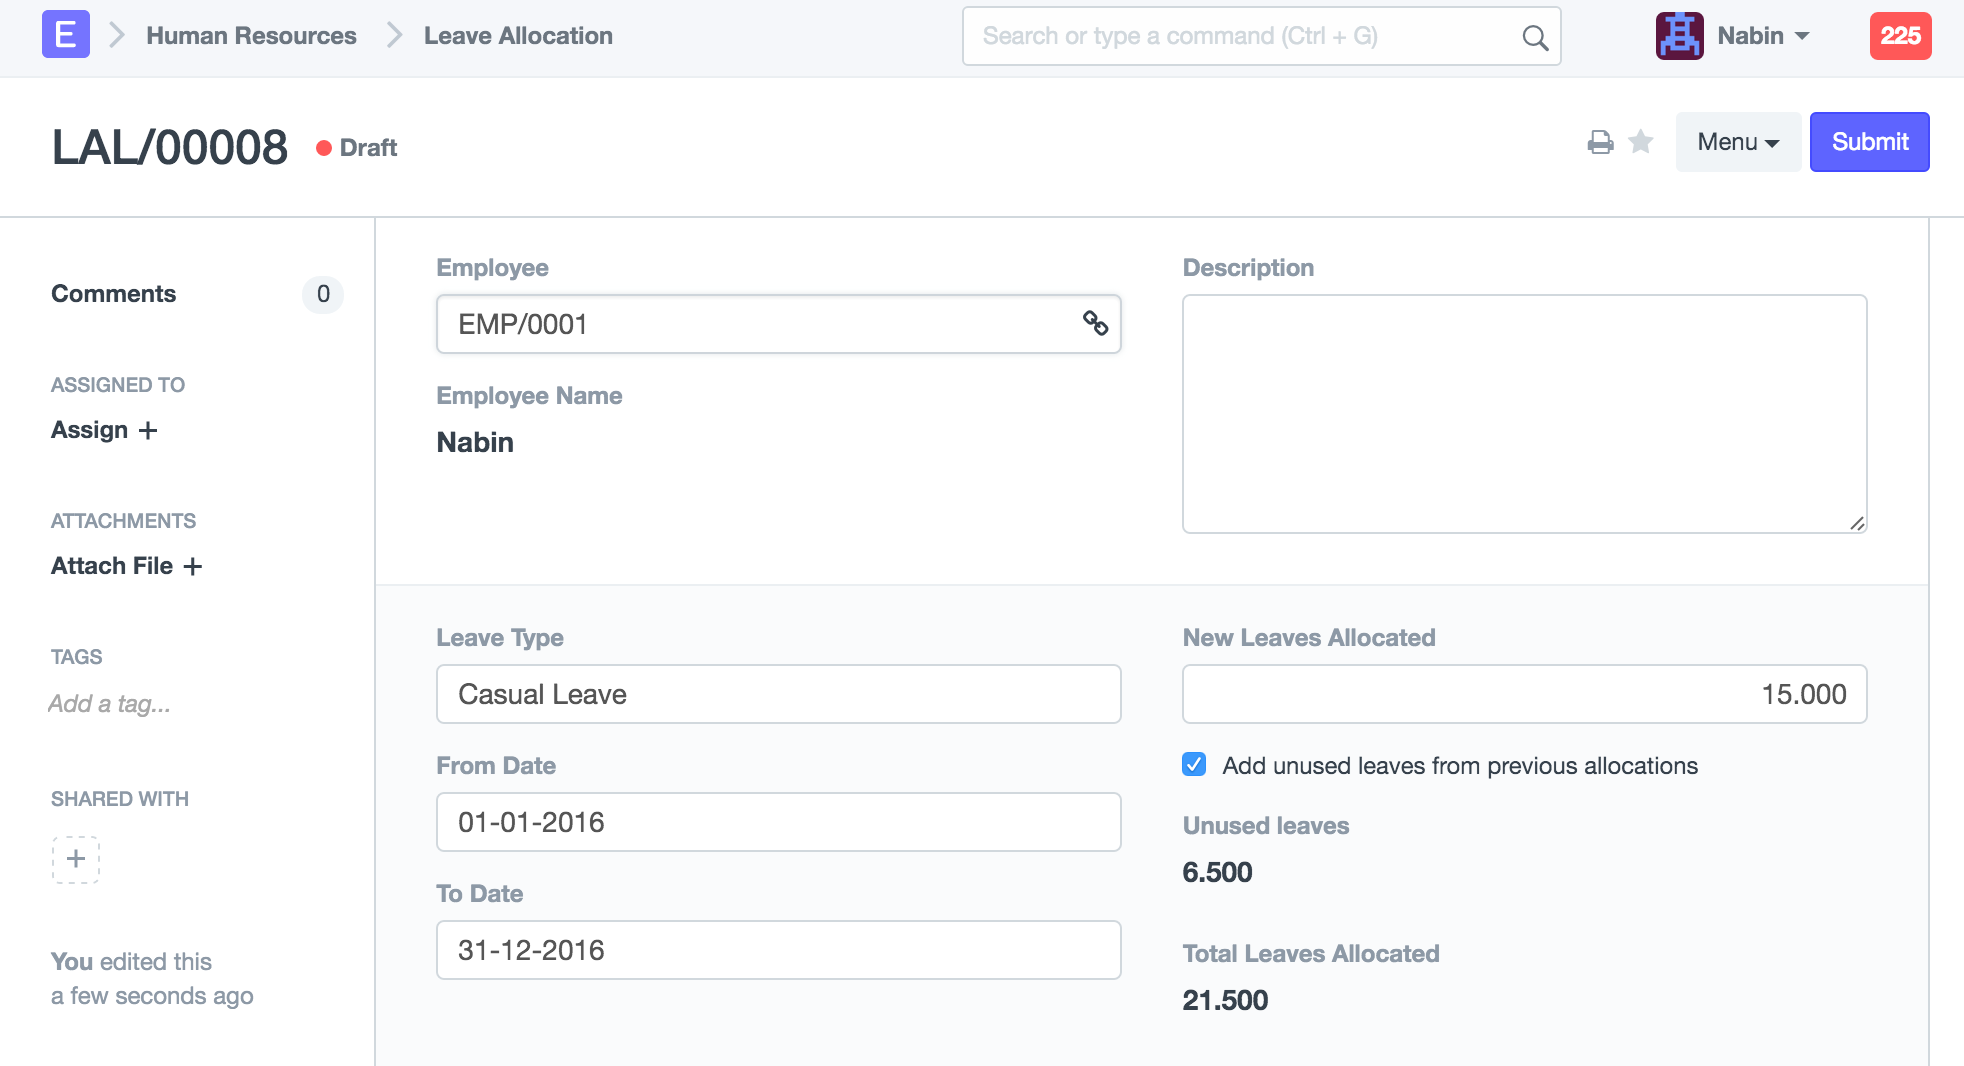 E Human Resources Leave Allocation Search or type a command (Ctrl + G) Nabin 225
LAL/00008 Draft Menu Submit
Comments 0
ASSIGNED TO
Assign +
ATTACHMENTS
Attach File +
TAGS
Add a tag...
SHARED WITH
+
You edited this
a few seconds ago
Employee
EMP/0001
Employee Name
Nabin
Description
Leave Type
Casual Leave
From Date
01-01-2016
To Date
31-12-2016
New Leaves Allocated
15.000
Add unused leaves from previous allocations
Unused leaves
6.500
Total Leaves Allocated
21.500